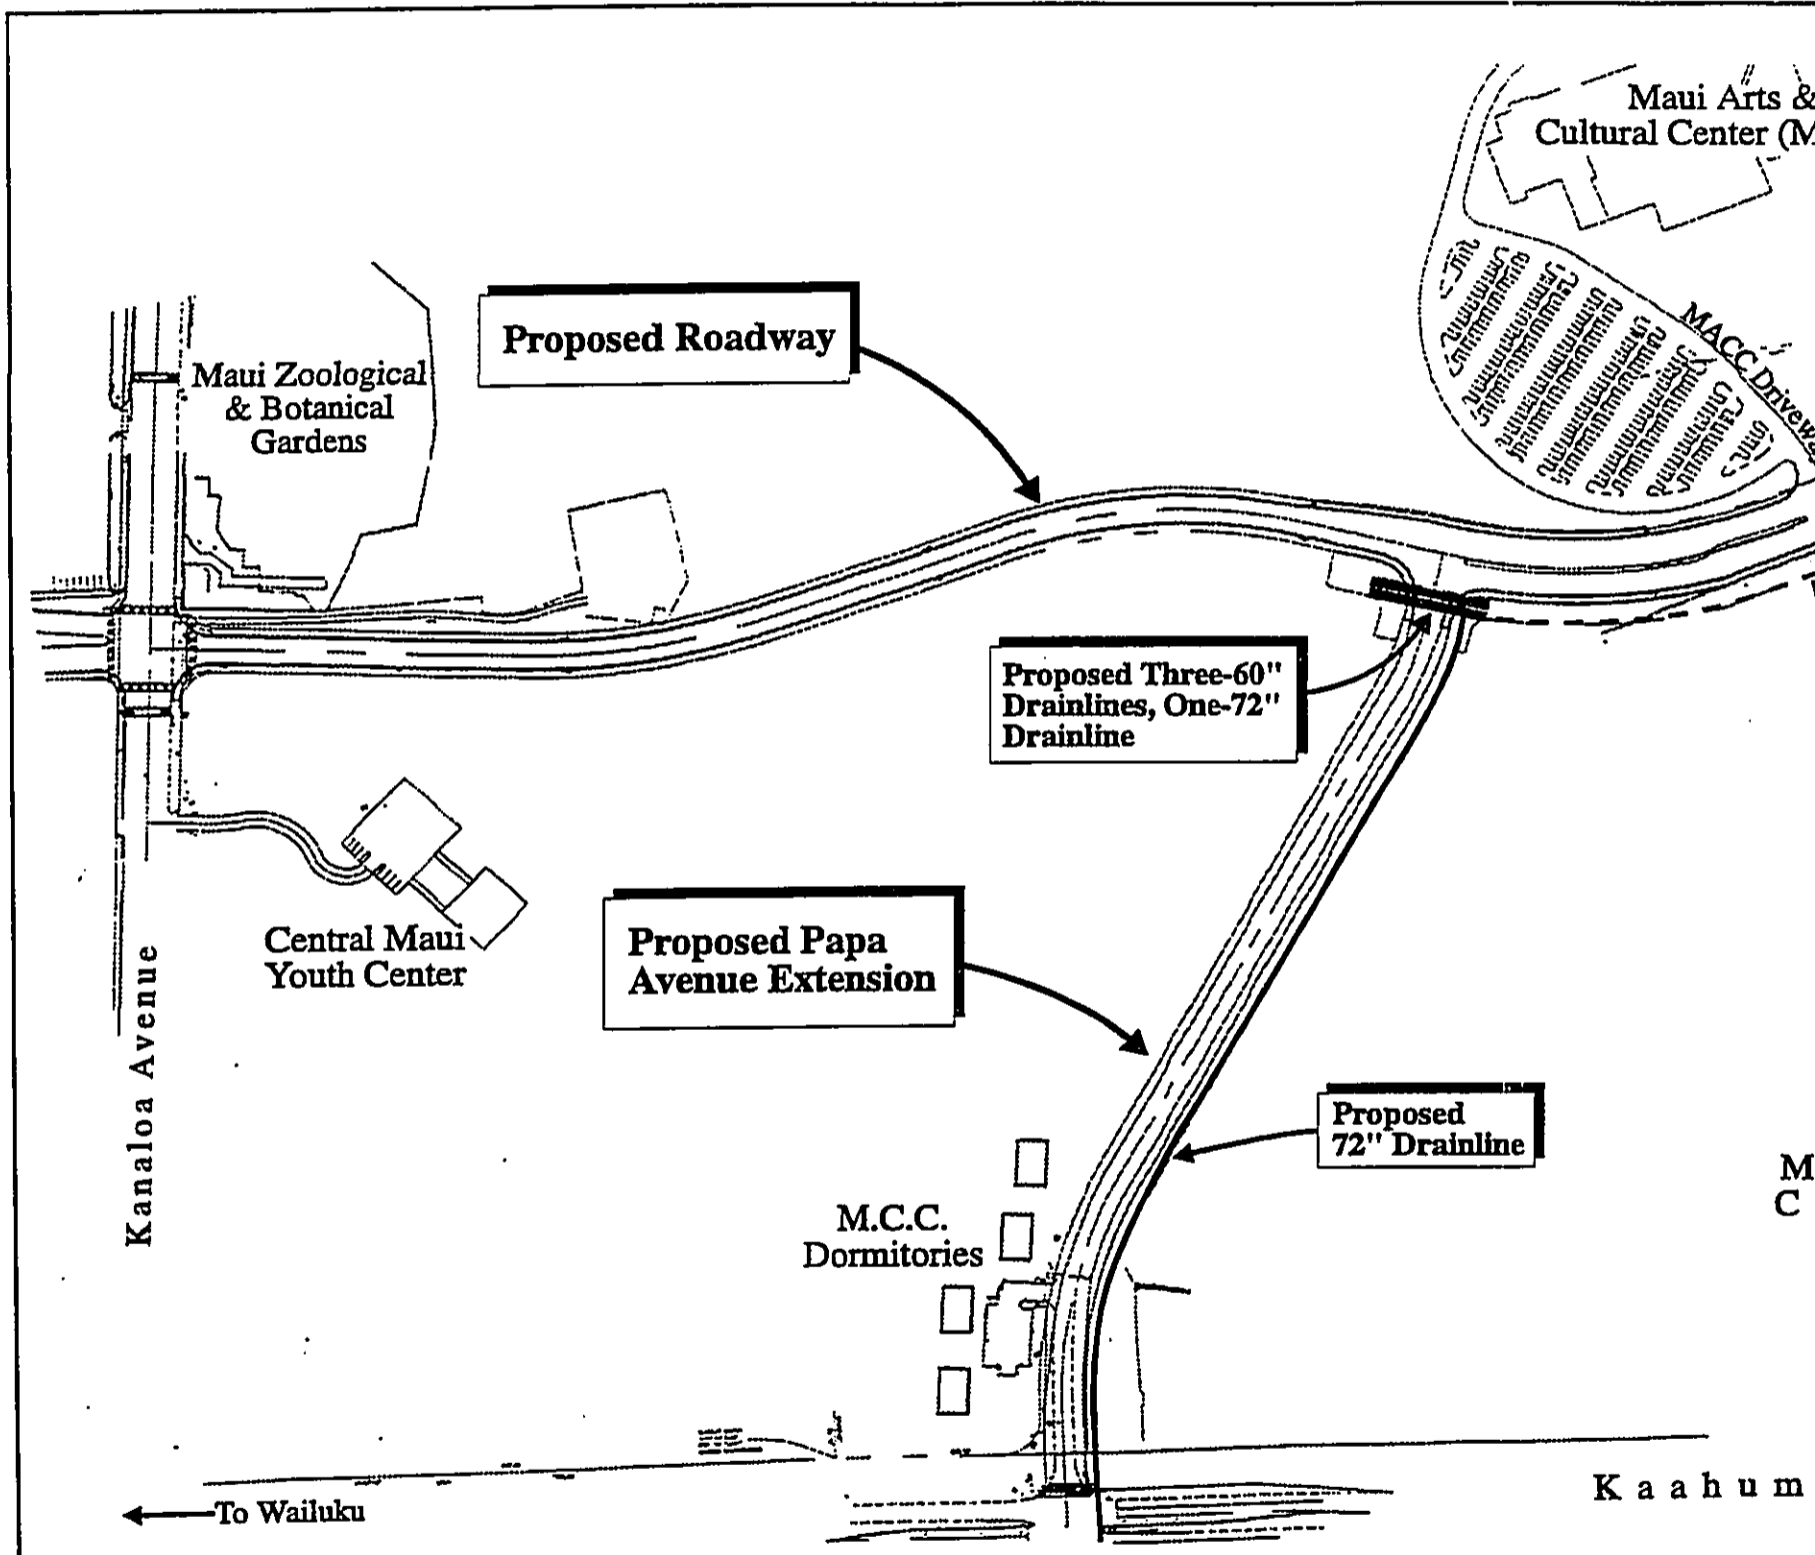 Maui Arts &
Cultural Center (M
Proposed Roadway
MACC Driveway
Maui Zoological
& Botanical
Gardens
Proposed Three-60"
Drainlines, One-72"
Drainline
Central Maui
Youth Center
Proposed Papa
Avenue Extension
Kanaloa Avenue
Proposed
72" Drainline
M
C
M.C.C.
Dormitories
Kaahum
To Wailuku